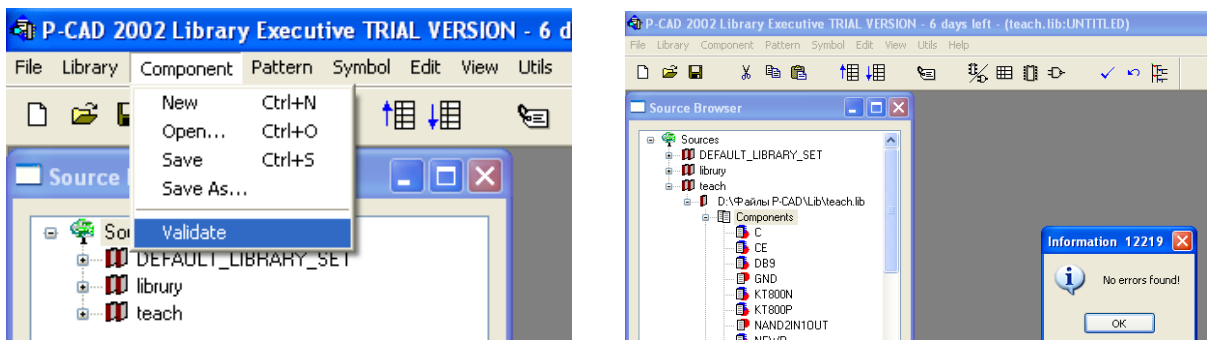 P-CAD 2002 Library Executive TRIAL VERSION - 6 d
File Library Component Pattern Symbol Edit View Utils
New Ctrl+N
Open... Ctrl+O
Save Ctrl+S
Save As...
Validate
Source
Sou
DEFAULT_LIBRARY_SET
librury
teach
P-CAD 2002 Library Executive TRIAL VERSION - 6 days left - (teach.lib:UNTITLED)
File Library Component Pattern Symbol Edit View Utils Help
Source Browser
Sources
DEFAULT_LIBRARY_SET
librury
teach
D:\Файлы P-CAD\Lib\teach.lib
Components
C
CE
DB9
GND
KT800N
KT800P
NAND2IN1OUT
Information 12219
No errors found!
OK